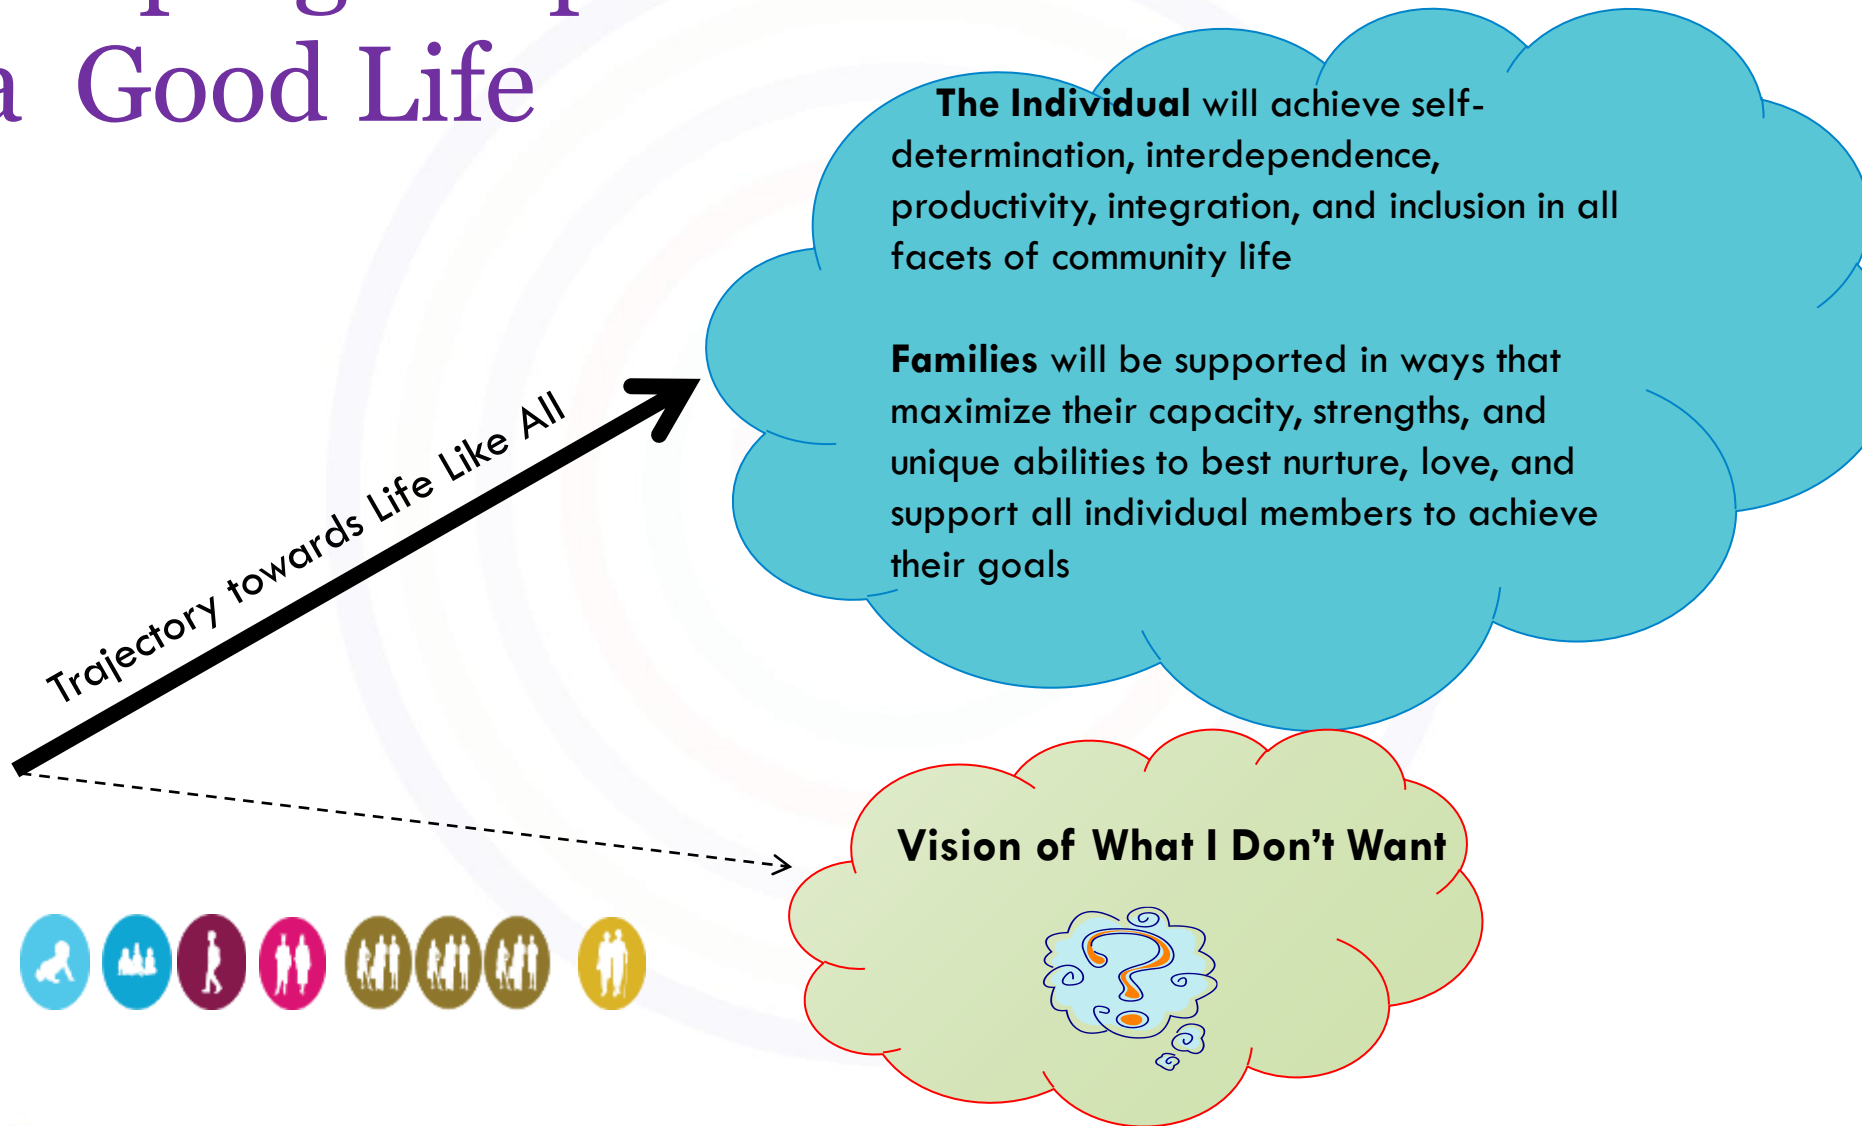 a Good Life
The Individual will achieve self-
determination, interdependence,
productivity, integration, and inclusion in all
facets of community life
Families will be supported in ways that
maximize their capacity, strengths, and
unique abilities to best nurture, love, and
support all individual members to achieve
their goals
Trajectory towards Life Like All
Vision of What I Don’t Want